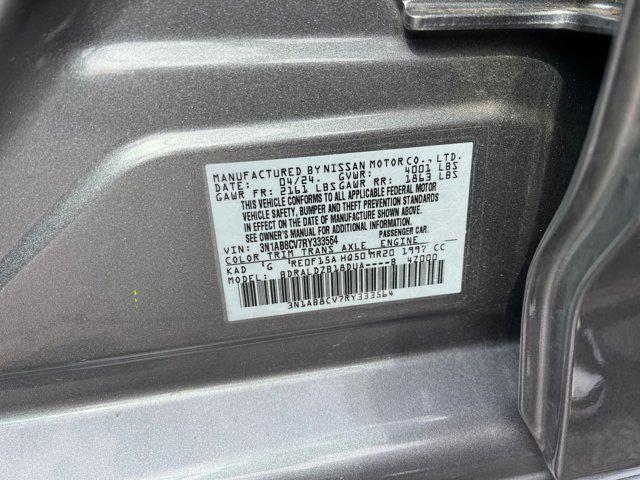 MANUFACTURED BY NISSAN MOTOR CO., LTD.
DATE: 04/24. GVWR: 4001 LBS
GAWR FR: 2161 LBS GAWR RR: 1863 LBS
THIS VEHICLE CONFORMS TO ALL APPLICABLE FEDERAL MOTOR
VEHICLE SAFETY, BUMPER AND THEFT PREVENTION STANDARDS
IN EFFECT ON THE DATE OF MANUFACTURE SHOWN ABOVE.
SEE OWNER'S MANUAL FOR ADDITIONAL INFORMATION.
VIN: 3N1AB8CV7RY333564 PASSENGER CAR.
COLOR TRIM TRANS AXLE ENGINE
KAD 'G 'RE0F15A HQ50 MR20 1997 CC
MODEL: BDRALDZB18DUA----B 4Z000
3N1AB8CV7RY333564